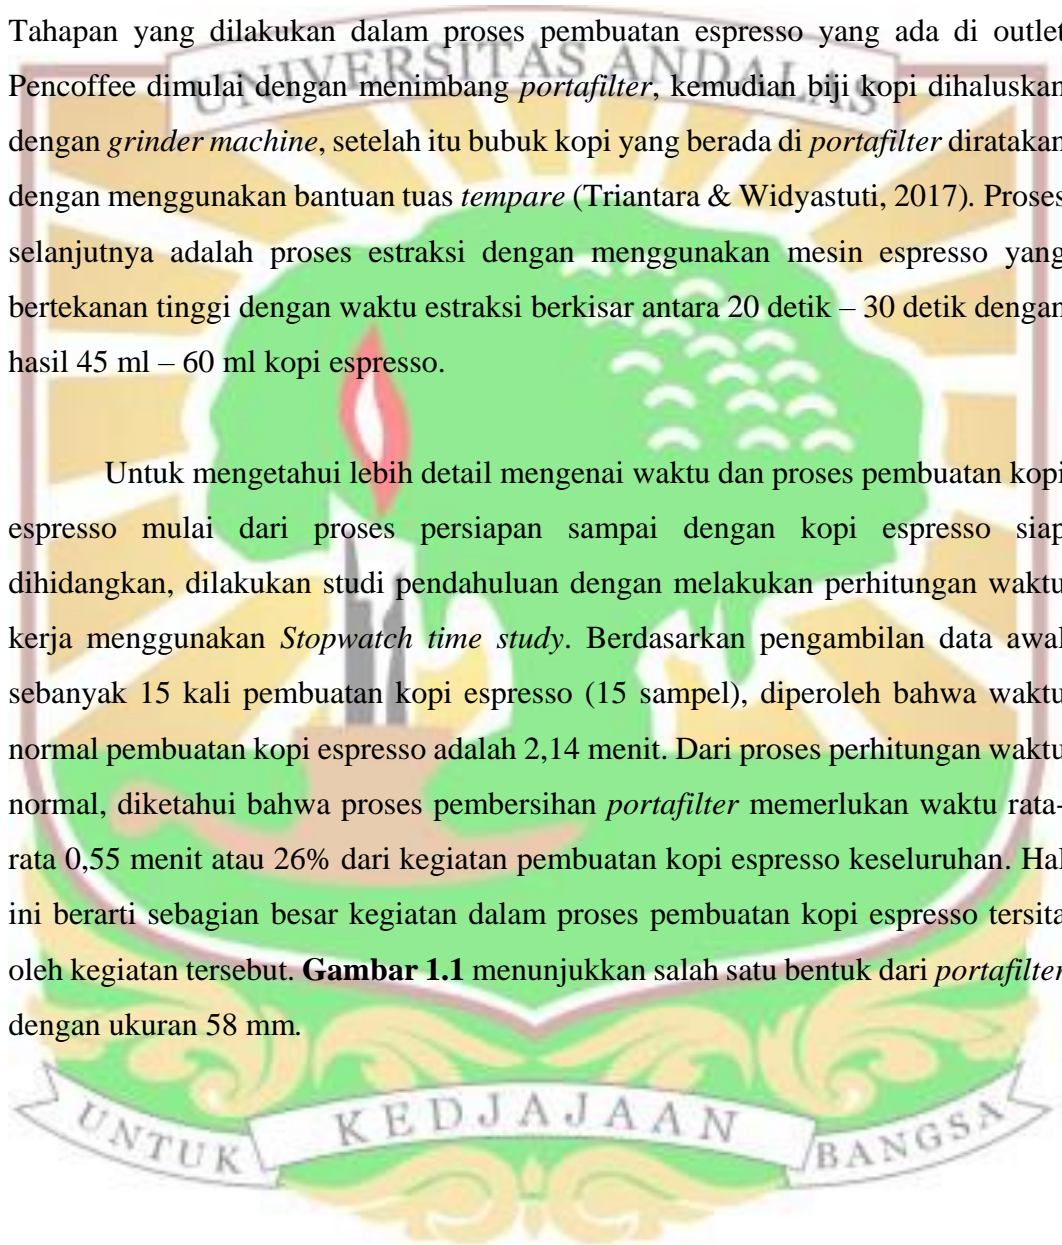 Tahapan yang dilakukan dalam proses pembuatan espresso yang ada di outlet
UNIVERSITAS ANDALAS
Pencoffee dimulai dengan menimbang portafilter, kemudian biji kopi dihaluskan
dengan grinder machine, setelah itu bubuk kopi yang berada di portafilter diratakan
dengan menggunakan bantuan tuas tempare (Triantara & Widyastuti, 2017). Proses
selanjutnya adalah proses estraksi dengan menggunakan mesin espresso yang
bertekanan tinggi dengan waktu estraksi berkisar antara 20 detik – 30 detik dengan
hasil 45 ml – 60 ml kopi espresso.
Untuk mengetahui lebih detail mengenai waktu dan proses pembuatan kopi
espresso mulai dari proses persiapan sampai dengan kopi espresso siap
dihidangkan, dilakukan studi pendahuluan dengan melakukan perhitungan waktu
kerja menggunakan Stopwatch time study. Berdasarkan pengambilan data awal
sebanyak 15 kali pembuatan kopi espresso (15 sampel), diperoleh bahwa waktu
normal pembuatan kopi espresso adalah 2,14 menit. Dari proses perhitungan waktu
normal, diketahui bahwa proses pembersihan portafilter memerlukan waktu rata-
rata 0,55 menit atau 26% dari kegiatan pembuatan kopi espresso keseluruhan. Hal
ini berarti sebagian besar kegiatan dalam proses pembuatan kopi espresso tersita
oleh kegiatan tersebut. Gambar 1.1 menunjukkan salah satu bentuk dari portafilter
dengan ukuran 58 mm.
UNTUK KEDJAJAAN BANGSA